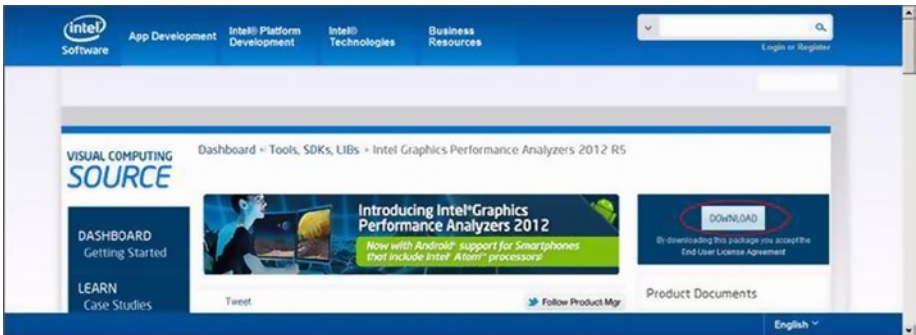 intel
Software
App Development
Intel® Platform
Development
Intel®
Technologies
Business
Resources
Login or Register
VISUAL COMPUTING
SOURCE
Dashboard » Tools, SDKs, LIBs » Intel Graphics Performance Analyzers 2012 R5
DASHBOARD
Getting Started
LEARN
Case Studies
Introducing Intel® Graphics
Performance Analyzers 2012
Now with Android* support for Smartphones
that include Intel® Atom™ processors!
Tweet
Follow Product Mgr
DOWNLOAD
By downloading this package you accept the
End User License Agreement
Product Documents
English